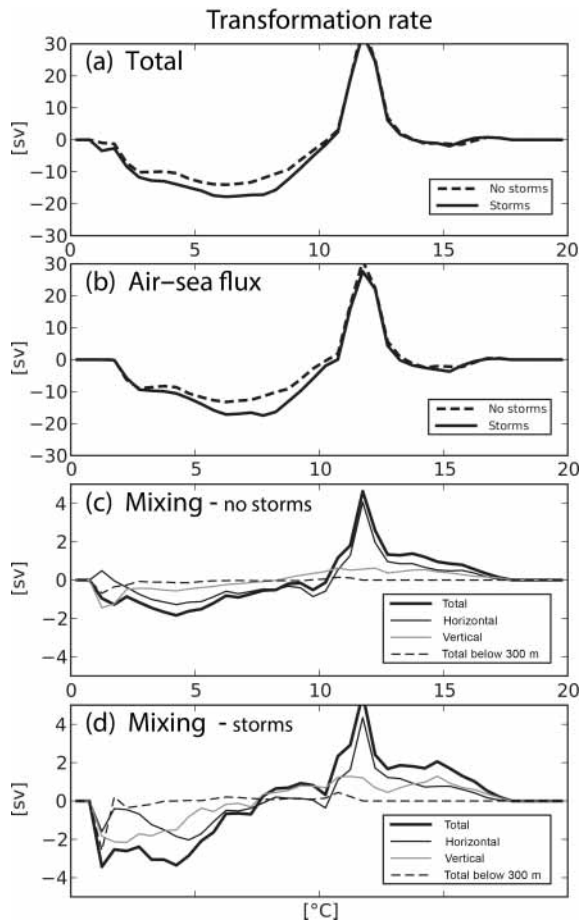 Transformation rate
(a) Total
30
20
10
0
−10
−20
−30
[sv]
No storms
Storms
0 5 10 15 20
(b) Air−sea flux
30
20
10
0
−10
−20
−30
[sv]
No storms
Storms
0 5 10 15 20
(c) Mixing - no storms
4
2
0
−2
−4
[sv]
Total
Horizontal
Vertical
Total below 300 m
0 5 10 15 20
(d) Mixing - storms
4
2
0
−2
−4
[sv]
Total
Horizontal
Vertical
Total below 300 m
[°C]